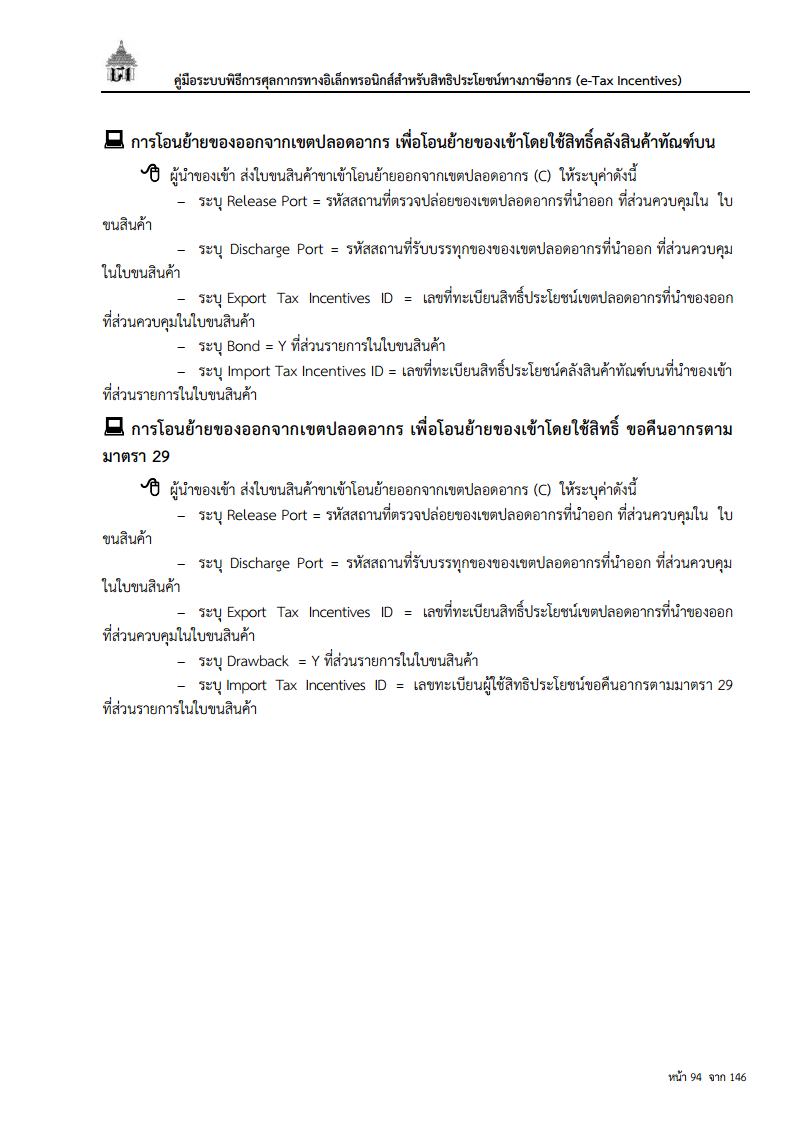 คู่มือระบบพิธีการศุลกากรทางอิเล็กทรอนิกส์สำหรับสิทธิประโยชน์ทางภาษีอากร (e-Tax Incentives)
การโอนย้ายของออกจากเขตปลอดอากร เพื่อโอนย้ายของเข้าโดยใช้สิทธิ์คลังสินค้าทัณฑ์บน
ผู้นำของเข้า ส่งใบขนสินค้าขาเข้าโอนย้ายออกจากเขตปลอดอากร (C) ให้ระบุค่าดังนี้
– ระบุ Release Port = รหัสสถานที่ตรวจปล่อยของเขตปลอดอากรที่นำออก ที่ส่วนควบคุมใน ใบ
ขนสินค้า
– ระบุ Discharge Port = รหัสสถานที่รับบรรทุกของของเขตปลอดอากรที่นำออก ที่ส่วนควบคุม
ในใบขนสินค้า
– ระบุ Export Tax Incentives ID = เลขที่ทะเบียนสิทธิ์ประโยชน์เขตปลอดอากรที่นำของออก
ที่ส่วนควบคุมในใบขนสินค้า
– ระบุ Bond = Y ที่ส่วนรายการในใบขนสินค้า
– ระบุ Import Tax Incentives ID = เลขที่ทะเบียนสิทธิ์ประโยชน์คลังสินค้าทัณฑ์บนที่นำของเข้า
ที่ส่วนรายการในใบขนสินค้า
การโอนย้ายของออกจากเขตปลอดอากร เพื่อโอนย้ายของเข้าโดยใช้สิทธิ์ ขอคืนอากรตาม
มาตรา 29
ผู้นำของเข้า ส่งใบขนสินค้าขาเข้าโอนย้ายออกจากเขตปลอดอากร (C) ให้ระบุค่าดังนี้
– ระบุ Release Port = รหัสสถานที่ตรวจปล่อยของเขตปลอดอากรที่นำออก ที่ส่วนควบคุมใน ใบ
ขนสินค้า
– ระบุ Discharge Port = รหัสสถานที่รับบรรทุกของของเขตปลอดอากรที่นำออก ที่ส่วนควบคุม
ในใบขนสินค้า
– ระบุ Export Tax Incentives ID = เลขที่ทะเบียนสิทธิ์ประโยชน์เขตปลอดอากรที่นำของออก
ที่ส่วนควบคุมในใบขนสินค้า
– ระบุ Drawback = Y ที่ส่วนรายการในใบขนสินค้า
– ระบุ Import Tax Incentives ID = เลขทะเบียนผู้ใช้สิทธิประโยชน์ขอคืนอากรตามมาตรา 29
ที่ส่วนรายการในใบขนสินค้า
หน้า 94 จาก 146